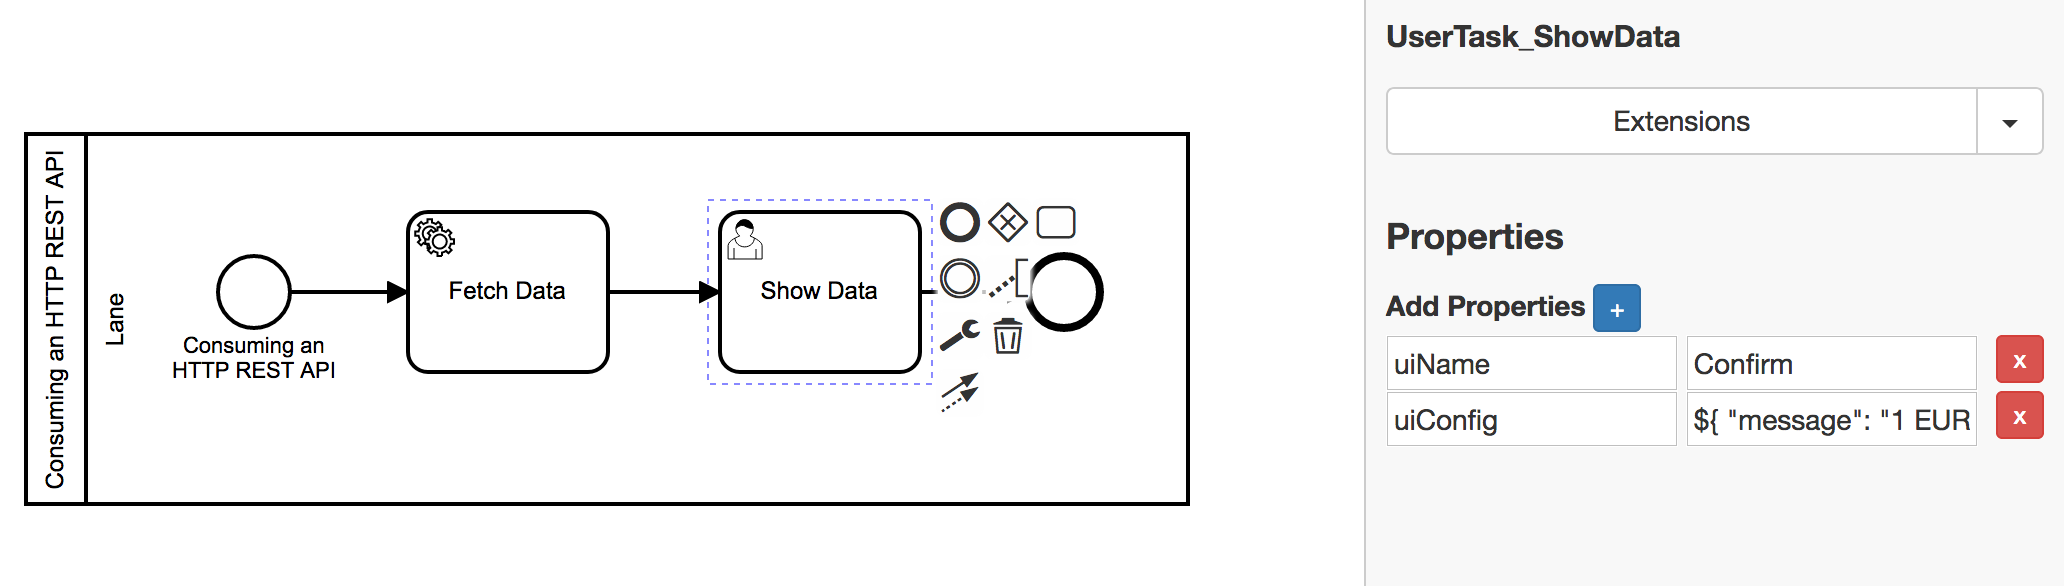 Consuming an HTTP REST API
Lane
Consuming an
HTTP REST API
Fetch Data
Show Data
UserTask_ShowData
Extensions
Properties
Add Properties +
uiName Confirm x
uiConfig ${ "message": "1 EUR x